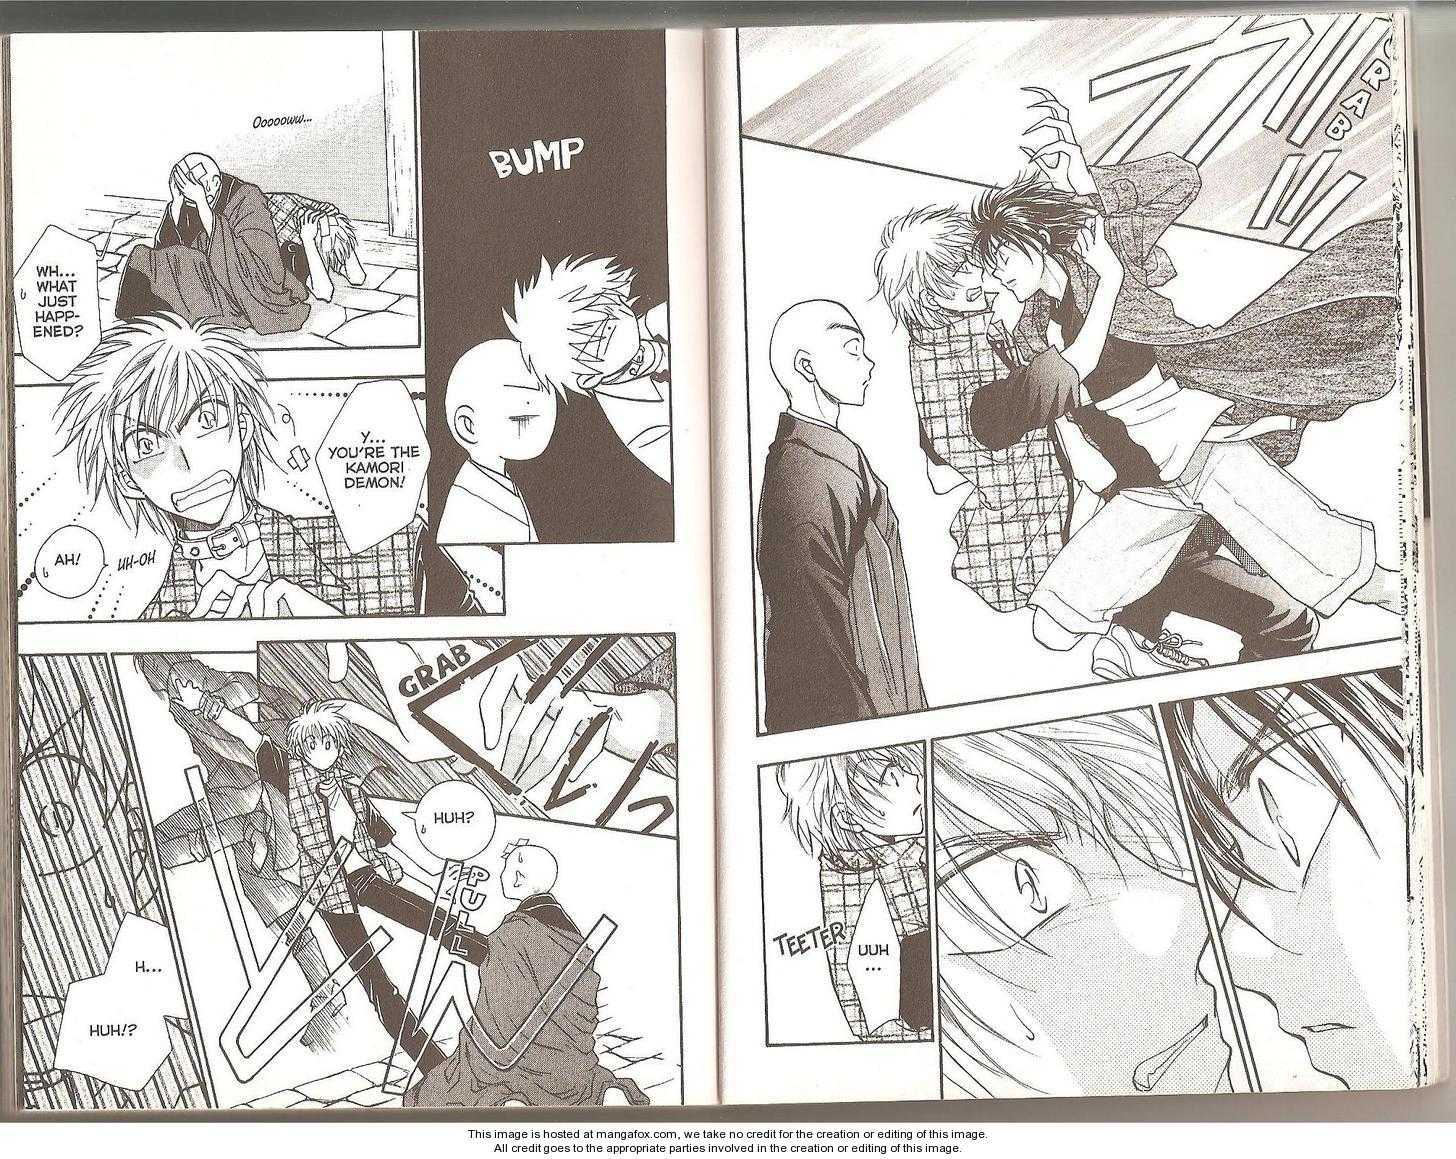 GRAB
UUH
...
TEETER
BUMP
Oooooww...
WH...
WHAT
JUST
HAPP-
ENED?
Y...
YOU'RE THE
KAMORI
DEMON!
UH-OH
AH!
GRAB
HUH?
PULL
H...
HUH!?
This image is hosted at mangafox.com, we take no credit for the creation or editing of this image.
All credit goes to the appropriate parties involved in the creation or editing of this image.